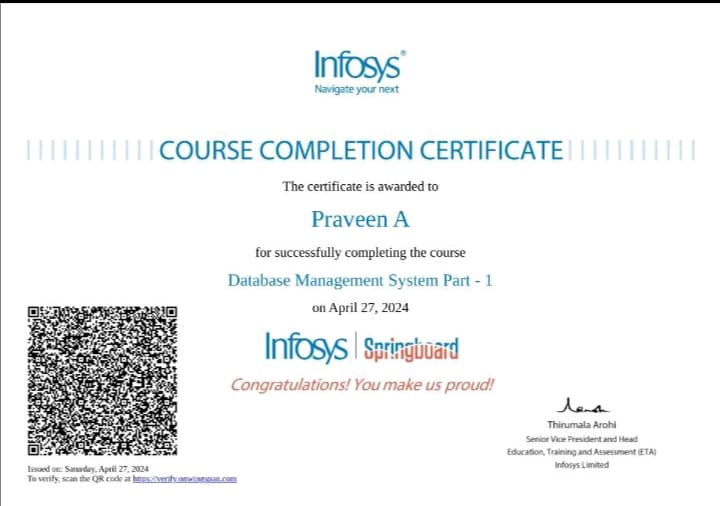 Infosys®
Navigate your next
COURSE COMPLETION CERTIFICATE
The certificate is awarded to
Praveen A
for successfully completing the course
Database Management System Part - 1
on April 27, 2024
Infosys | Springboard
Congratulations! You make us proud!
Thirumala Arohi
Senior Vice President and Head
Education, Training and Assessment (ETA)
Infosys Limited
Issued on: Saturday, April 27, 2024
To verify, scan the QR code at https://verify.onwingspan.com